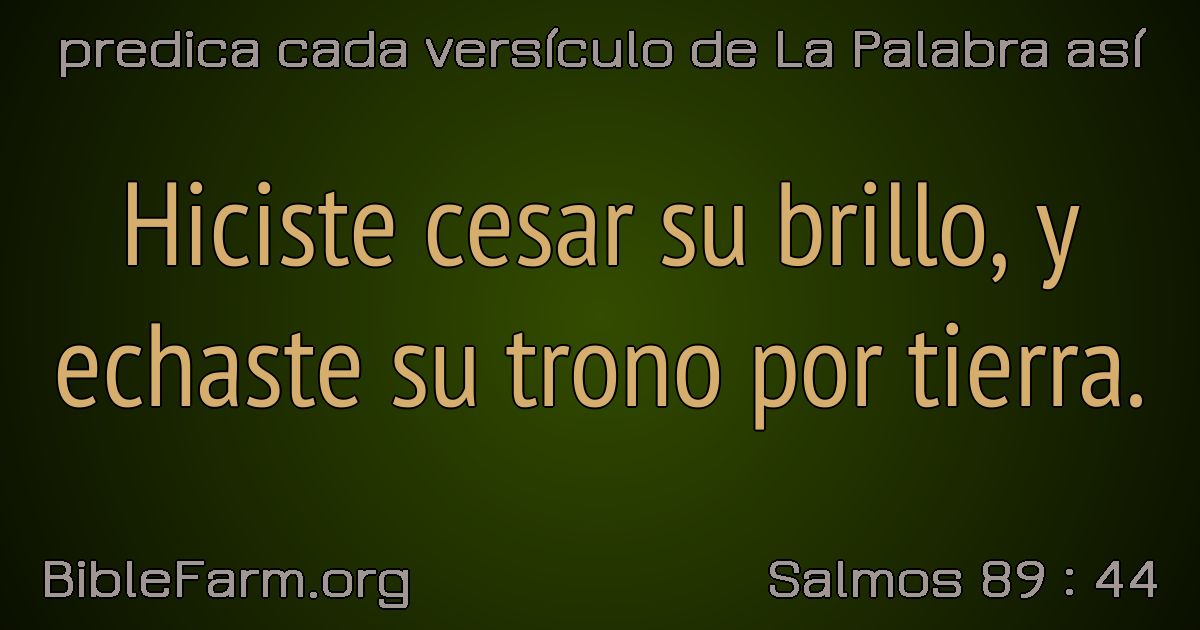 predica cada versículo de La Palabra así
Hiciste cesar su brillo, y
echaste su trono por tierra.
BibleFarm.org
Salmos 89 : 44